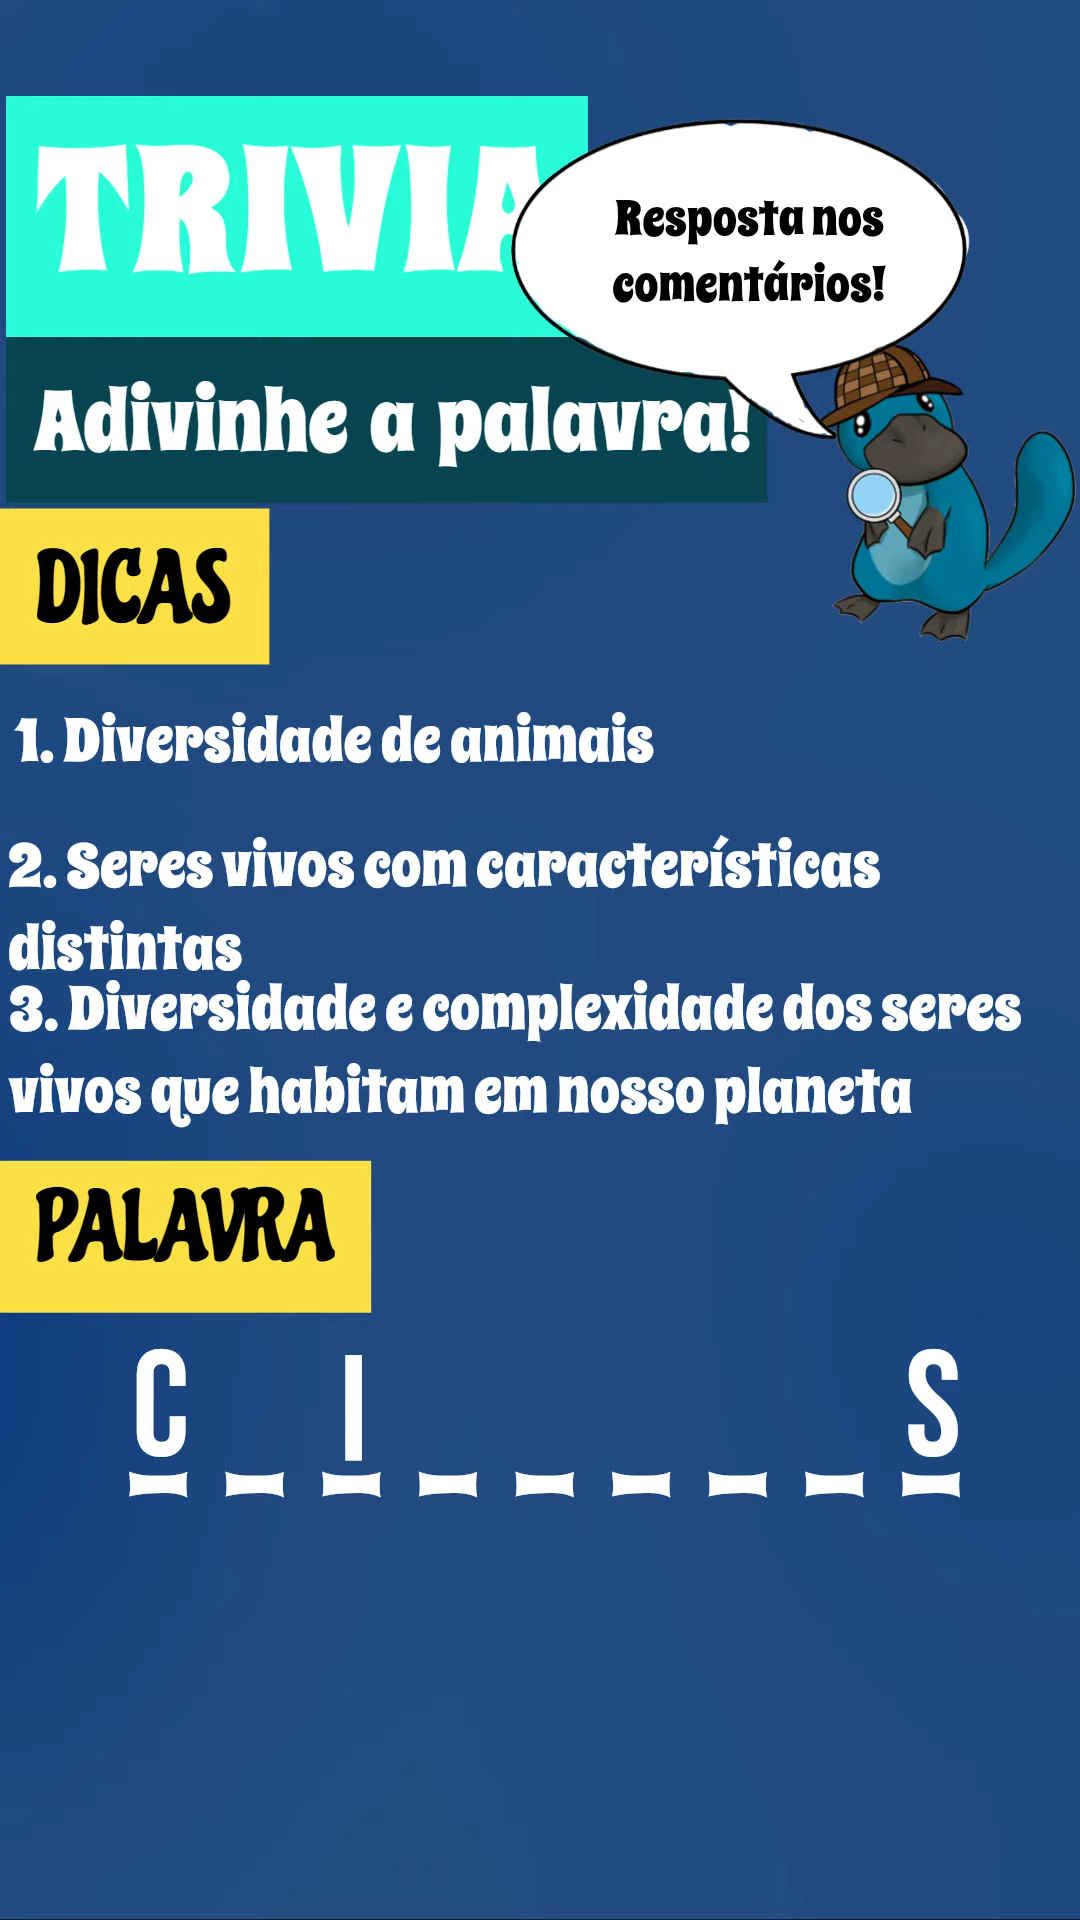 TRIVIA
Resposta nos
comentários!
Adivinhe a palavra!
DICAS
1. Diversidade de animais
2. Seres vivos com características
distintas
3. Diversidade e complexidade dos seres
vivos que habitam em nosso planeta
PALAVRA
C _ I _ _ _ _ _ S